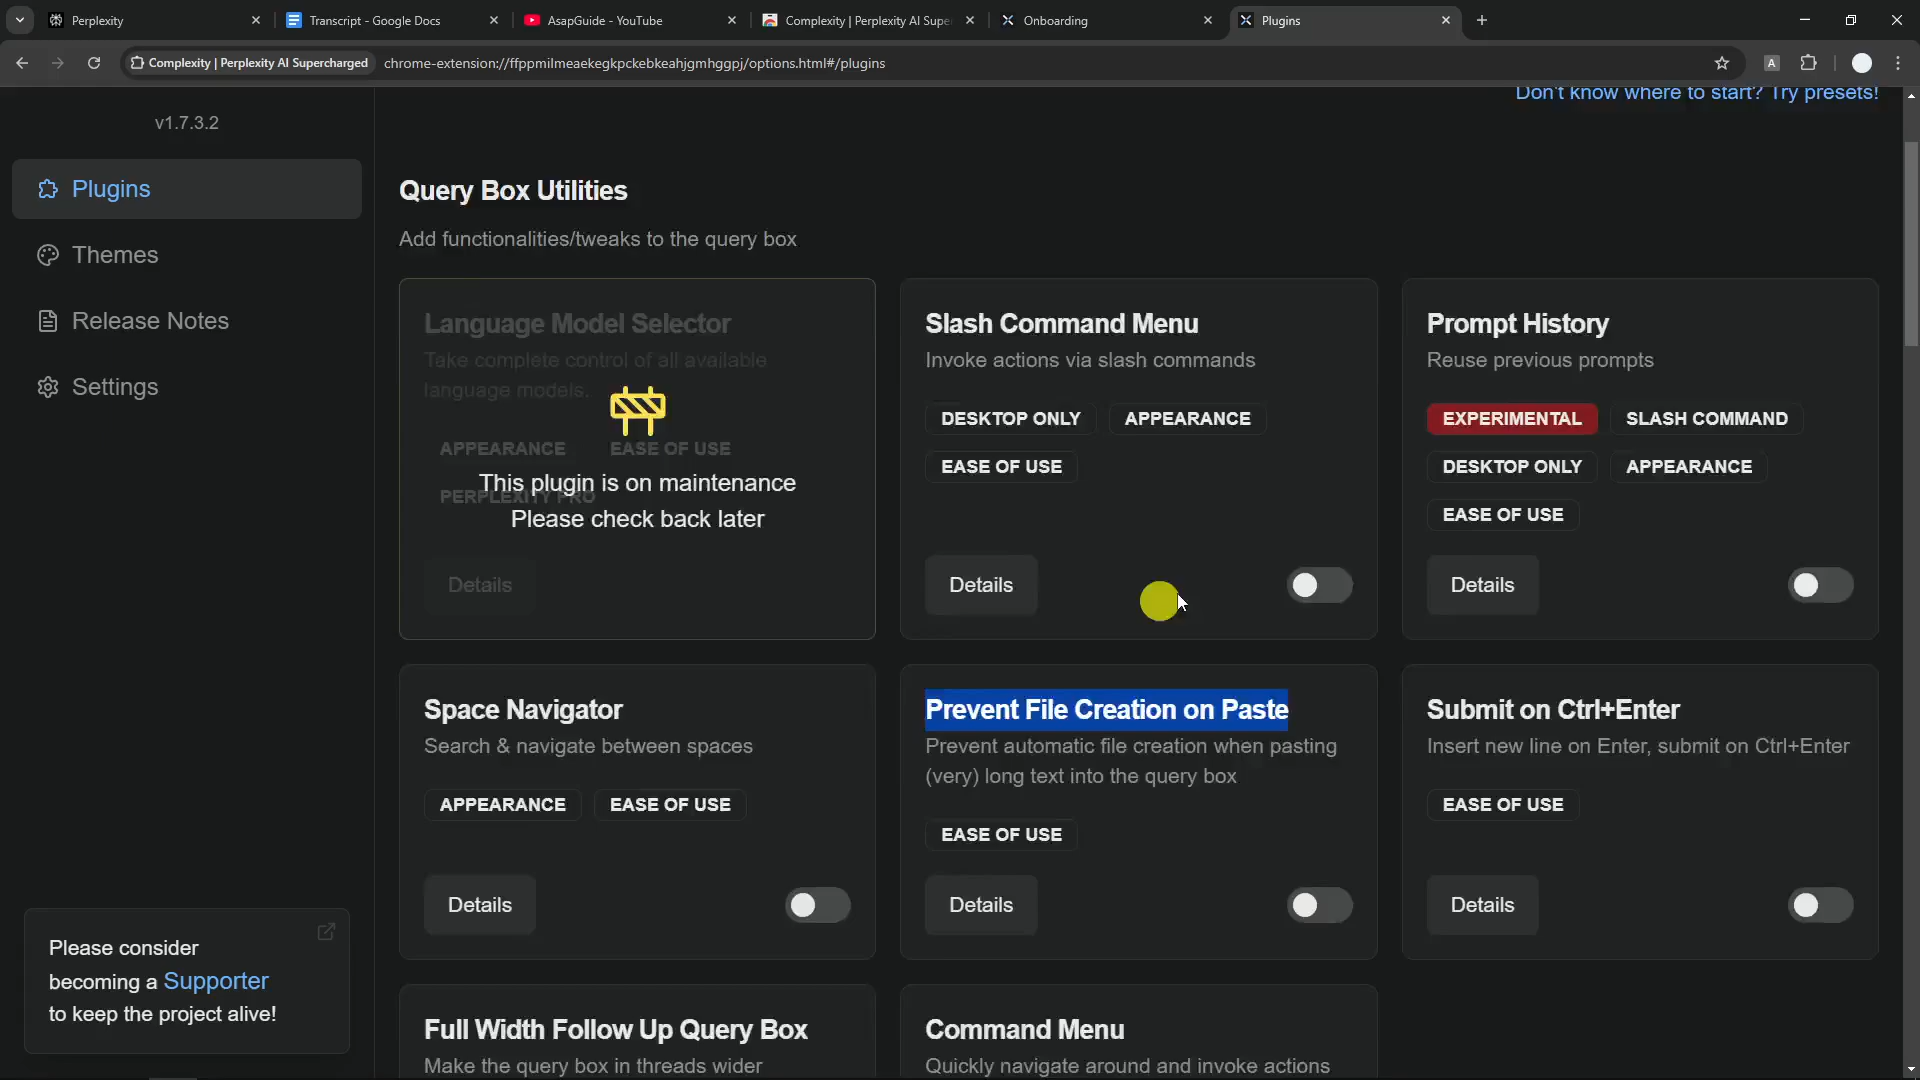 Perplexity
Transcript - Google Docs
AsapGuide - YouTube
Complexity | Perplexity AI Supe
Onboarding
Plugins
Complexity | Perplexity AI Supercharged
chrome-extension://ffppmilmeaekegkpckebkeahjgmhggpj/options.html#/plugins
A
Don't know where to start? Try presets!
v1.7.3.2
Plugins
Themes
Release Notes
Settings
Please consider
becoming a Supporter
to keep the project alive!
Query Box Utilities
Add functionalities/tweaks to the query box
Language Model Selector
Take complete control of all available
language models.
APPEARANCE
EASE OF USE
PERPLEXITY PRO
This plugin is on maintenance
Please check back later
Details
Slash Command Menu
Invoke actions via slash commands
DESKTOP ONLY
APPEARANCE
EASE OF USE
Details
Prompt History
Reuse previous prompts
EXPERIMENTAL
SLASH COMMAND
DESKTOP ONLY
APPEARANCE
EASE OF USE
Details
Space Navigator
Search & navigate between spaces
APPEARANCE
EASE OF USE
Details
Prevent File Creation on Paste
Prevent automatic file creation when pasting
(very) long text into the query box
EASE OF USE
Details
Submit on Ctrl+Enter
Insert new line on Enter, submit on Ctrl+Enter
EASE OF USE
Details
Full Width Follow Up Query Box
Make the query box in threads wider
Command Menu
Quickly navigate around and invoke actions